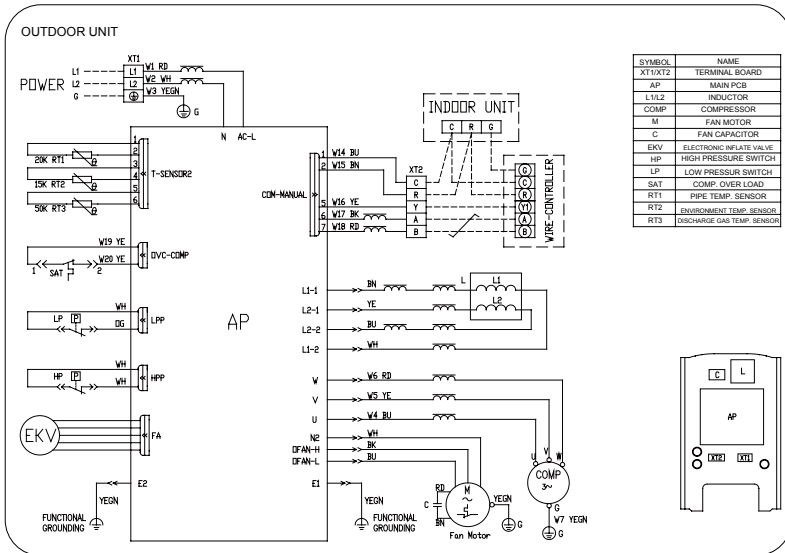 OUTDOOR UNIT
XT1
POWER
L1 L1 W1 RD
L2 L2 W2 WH
G W3 YEGN
G
N AC-L
INDOOR UNIT
C R G
1 W14 BU
2 W15 BN
5 W16 YE
6 W17 BK
7 W18 RD
COM-MANUAL
XT2
C
R
Y
A
B
G
C
R
Y1
A
B
WIRE-CONTROLLER
1
2
3
4
5
6
20K RT1 θ
15K RT2 θ
50K RT3 θ
T-SENSOR2
W19 YE
W20 YE
OVC-COMP
1 SAT 2
WH
LP P OG
LPP
WH
HP P WH
HPP
EKV
FA
AP
L1-1 BN
L2-1 YE
L2-2 BU
L1-2 WH
L L1
L2
W W6 RD
V W5 YE
U W4 BU
N2 WH
OFAN-H BK
OFAN-L BU
U V W
COMP
3~
G
W7 YEGN
G
RD
C
BN
M
~
YEGN
G
Fan Motor
E2
YEGN
FUNCTIONAL
GROUNDING
E1
YEGN
FUNCTIONAL
GROUNDING
SYMBOL NAME
XT1/XT2 TERMINAL BOARD
AP MAIN PCB
L1/L2 INDUCTOR
COMP COMPRESSOR
M FAN MOTOR
C FAN CAPACITOR
EKV ELECTRONIC INFLATE VALVE
HP HIGH PRESSURE SWITCH
LP LOW PRESSUR SWITCH
SAT COMP. OVER LOAD
RT1 PIPE TEMP. SENSOR
RT2 ENVIRONMENT TEMP. SENSOR
RT3 DISCHARGE GAS TEMP. SENSOR
C L
AP
XT2 XT1